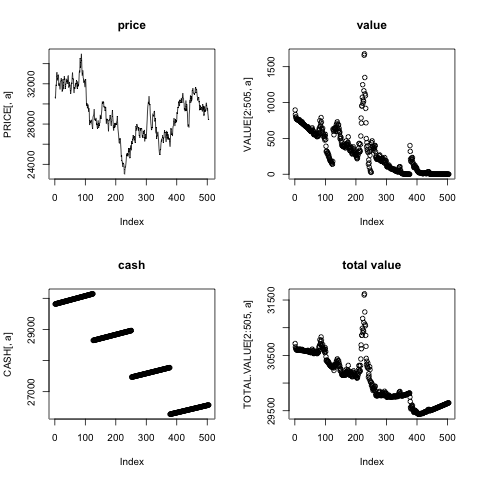 price
PRICE[, a]
24000 28000 32000
0 100 200 300 400 500
Index
value
VALUE[2:505, a]
0 500 1000 1500
0 100 200 300 400 500
Index
cash
CASH[, a]
27000 29000
0 100 200 300 400 500
Index
total value
TOTAL.VALUE[2:505, a]
29500 30500 31500
0 100 200 300 400 500
Index